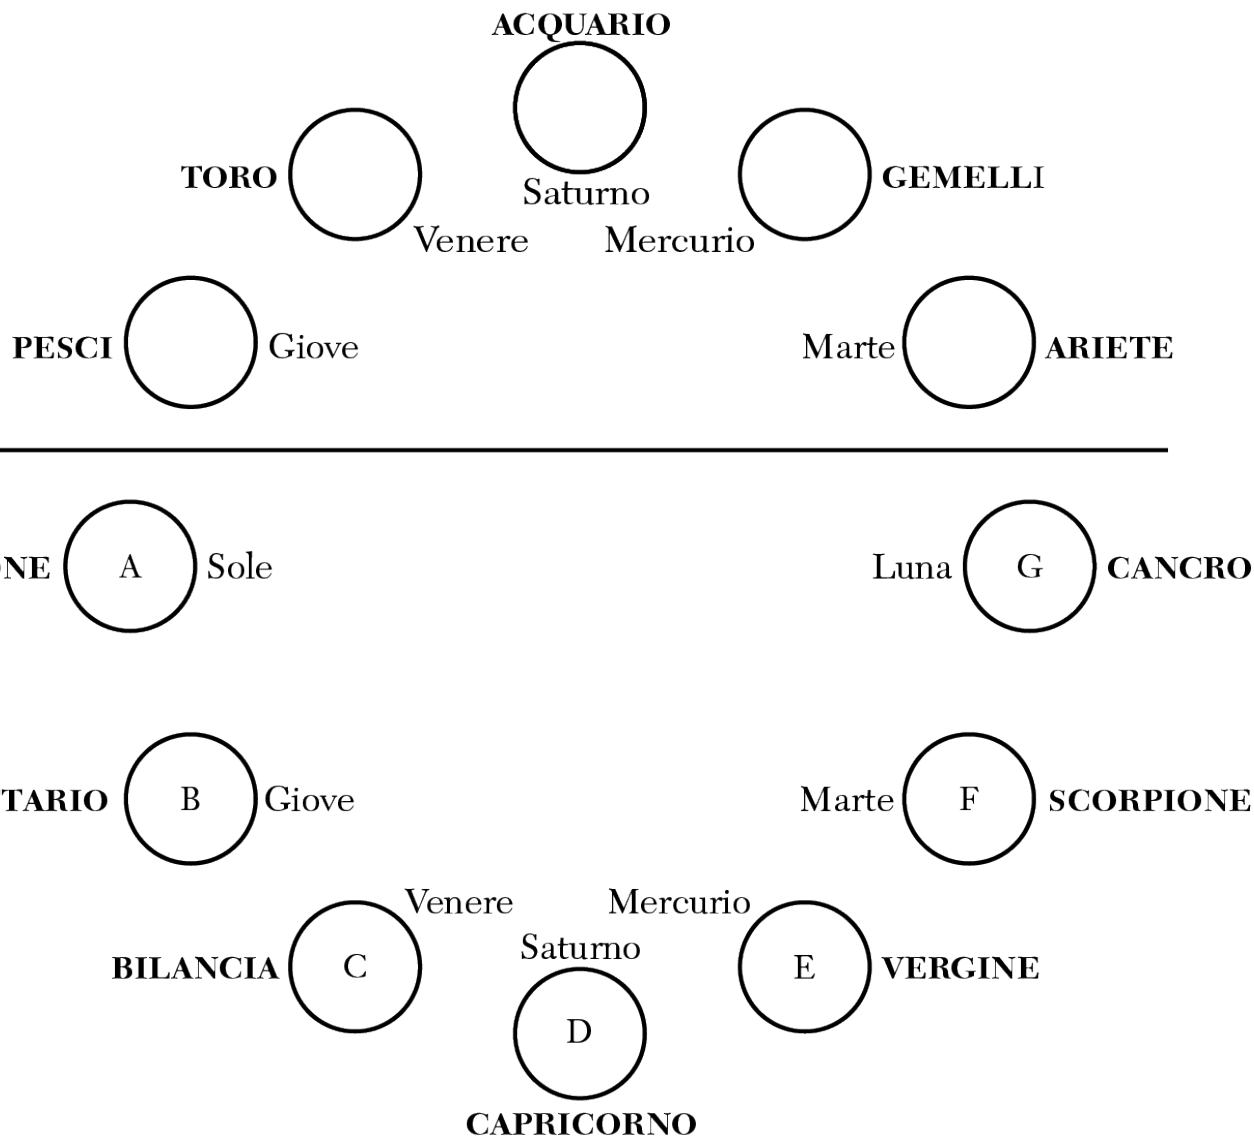 ACQUARIO
TORO
GEMELLI
Saturno
Venere
Mercurio
PESCI
Giove
Marte
ARIETE
NE
A
Sole
Luna
G
CANCRO
TARIO
B
Giove
Marte
F
SCORPIONE
Venere
Mercurio
Saturno
BILANCIA
C
E
VERGINE
D
CAPRICORNO